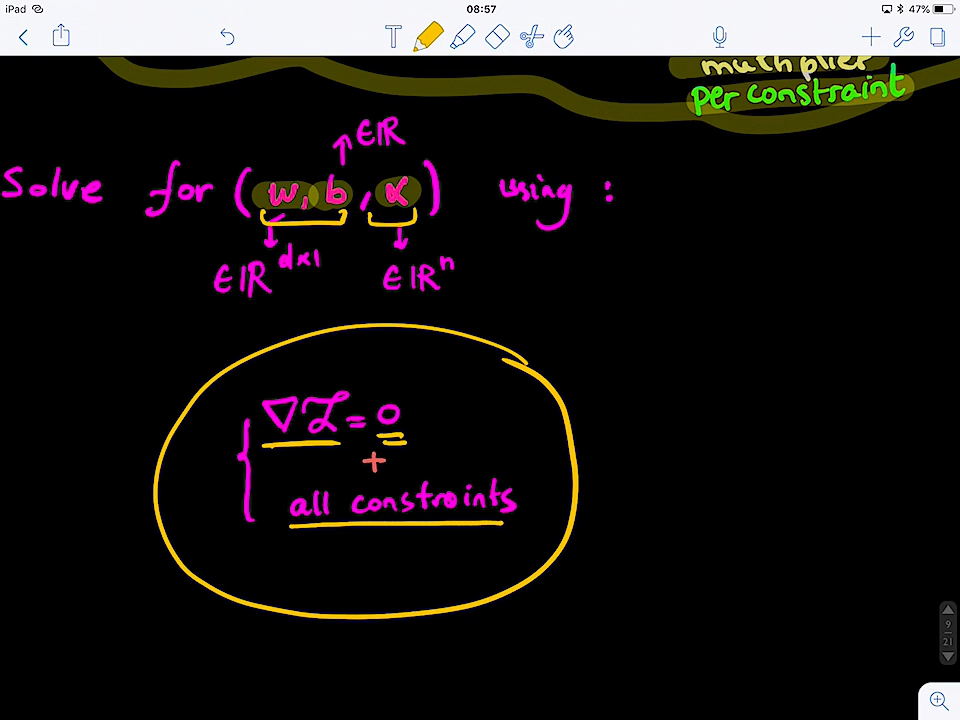 iPad 08:57 47%
multiplier
per constraint
∈ℝ
Solve for (w, b, α) using :
∈ℝ^{d×1} ∈ℝ^n
∇ℒ = 0
+
all constraints
9
21